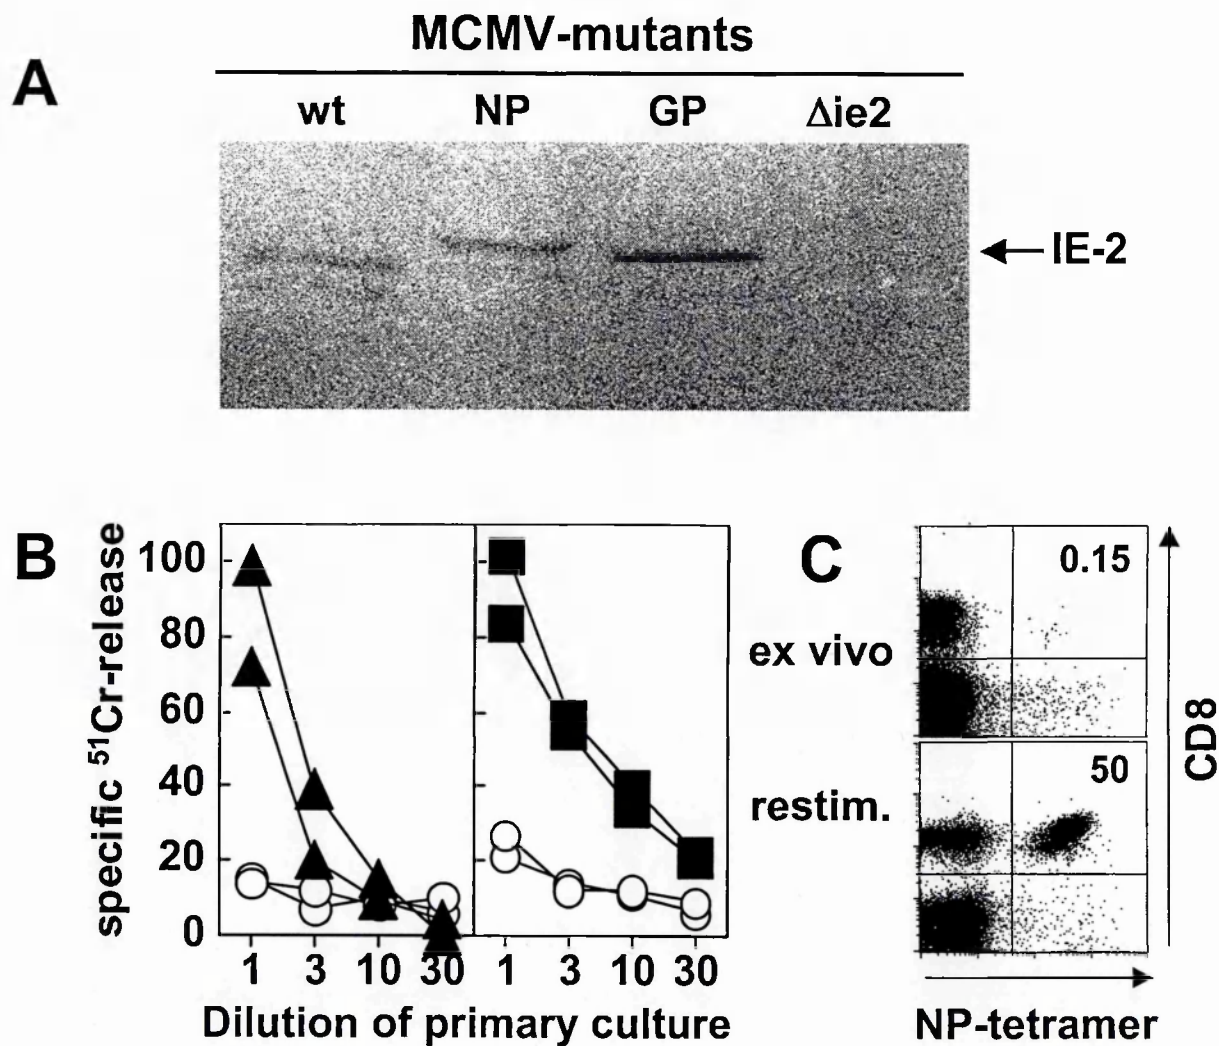 A
MCMV-mutants
wt NP GP Δie2
IE-2
B
specific ⁵¹Cr-release
100
80
60
40
20
0
1 3 10 30 1 3 10 30
Dilution of primary culture
C
ex vivo
0.15
restim.
50
CD8
NP-tetramer